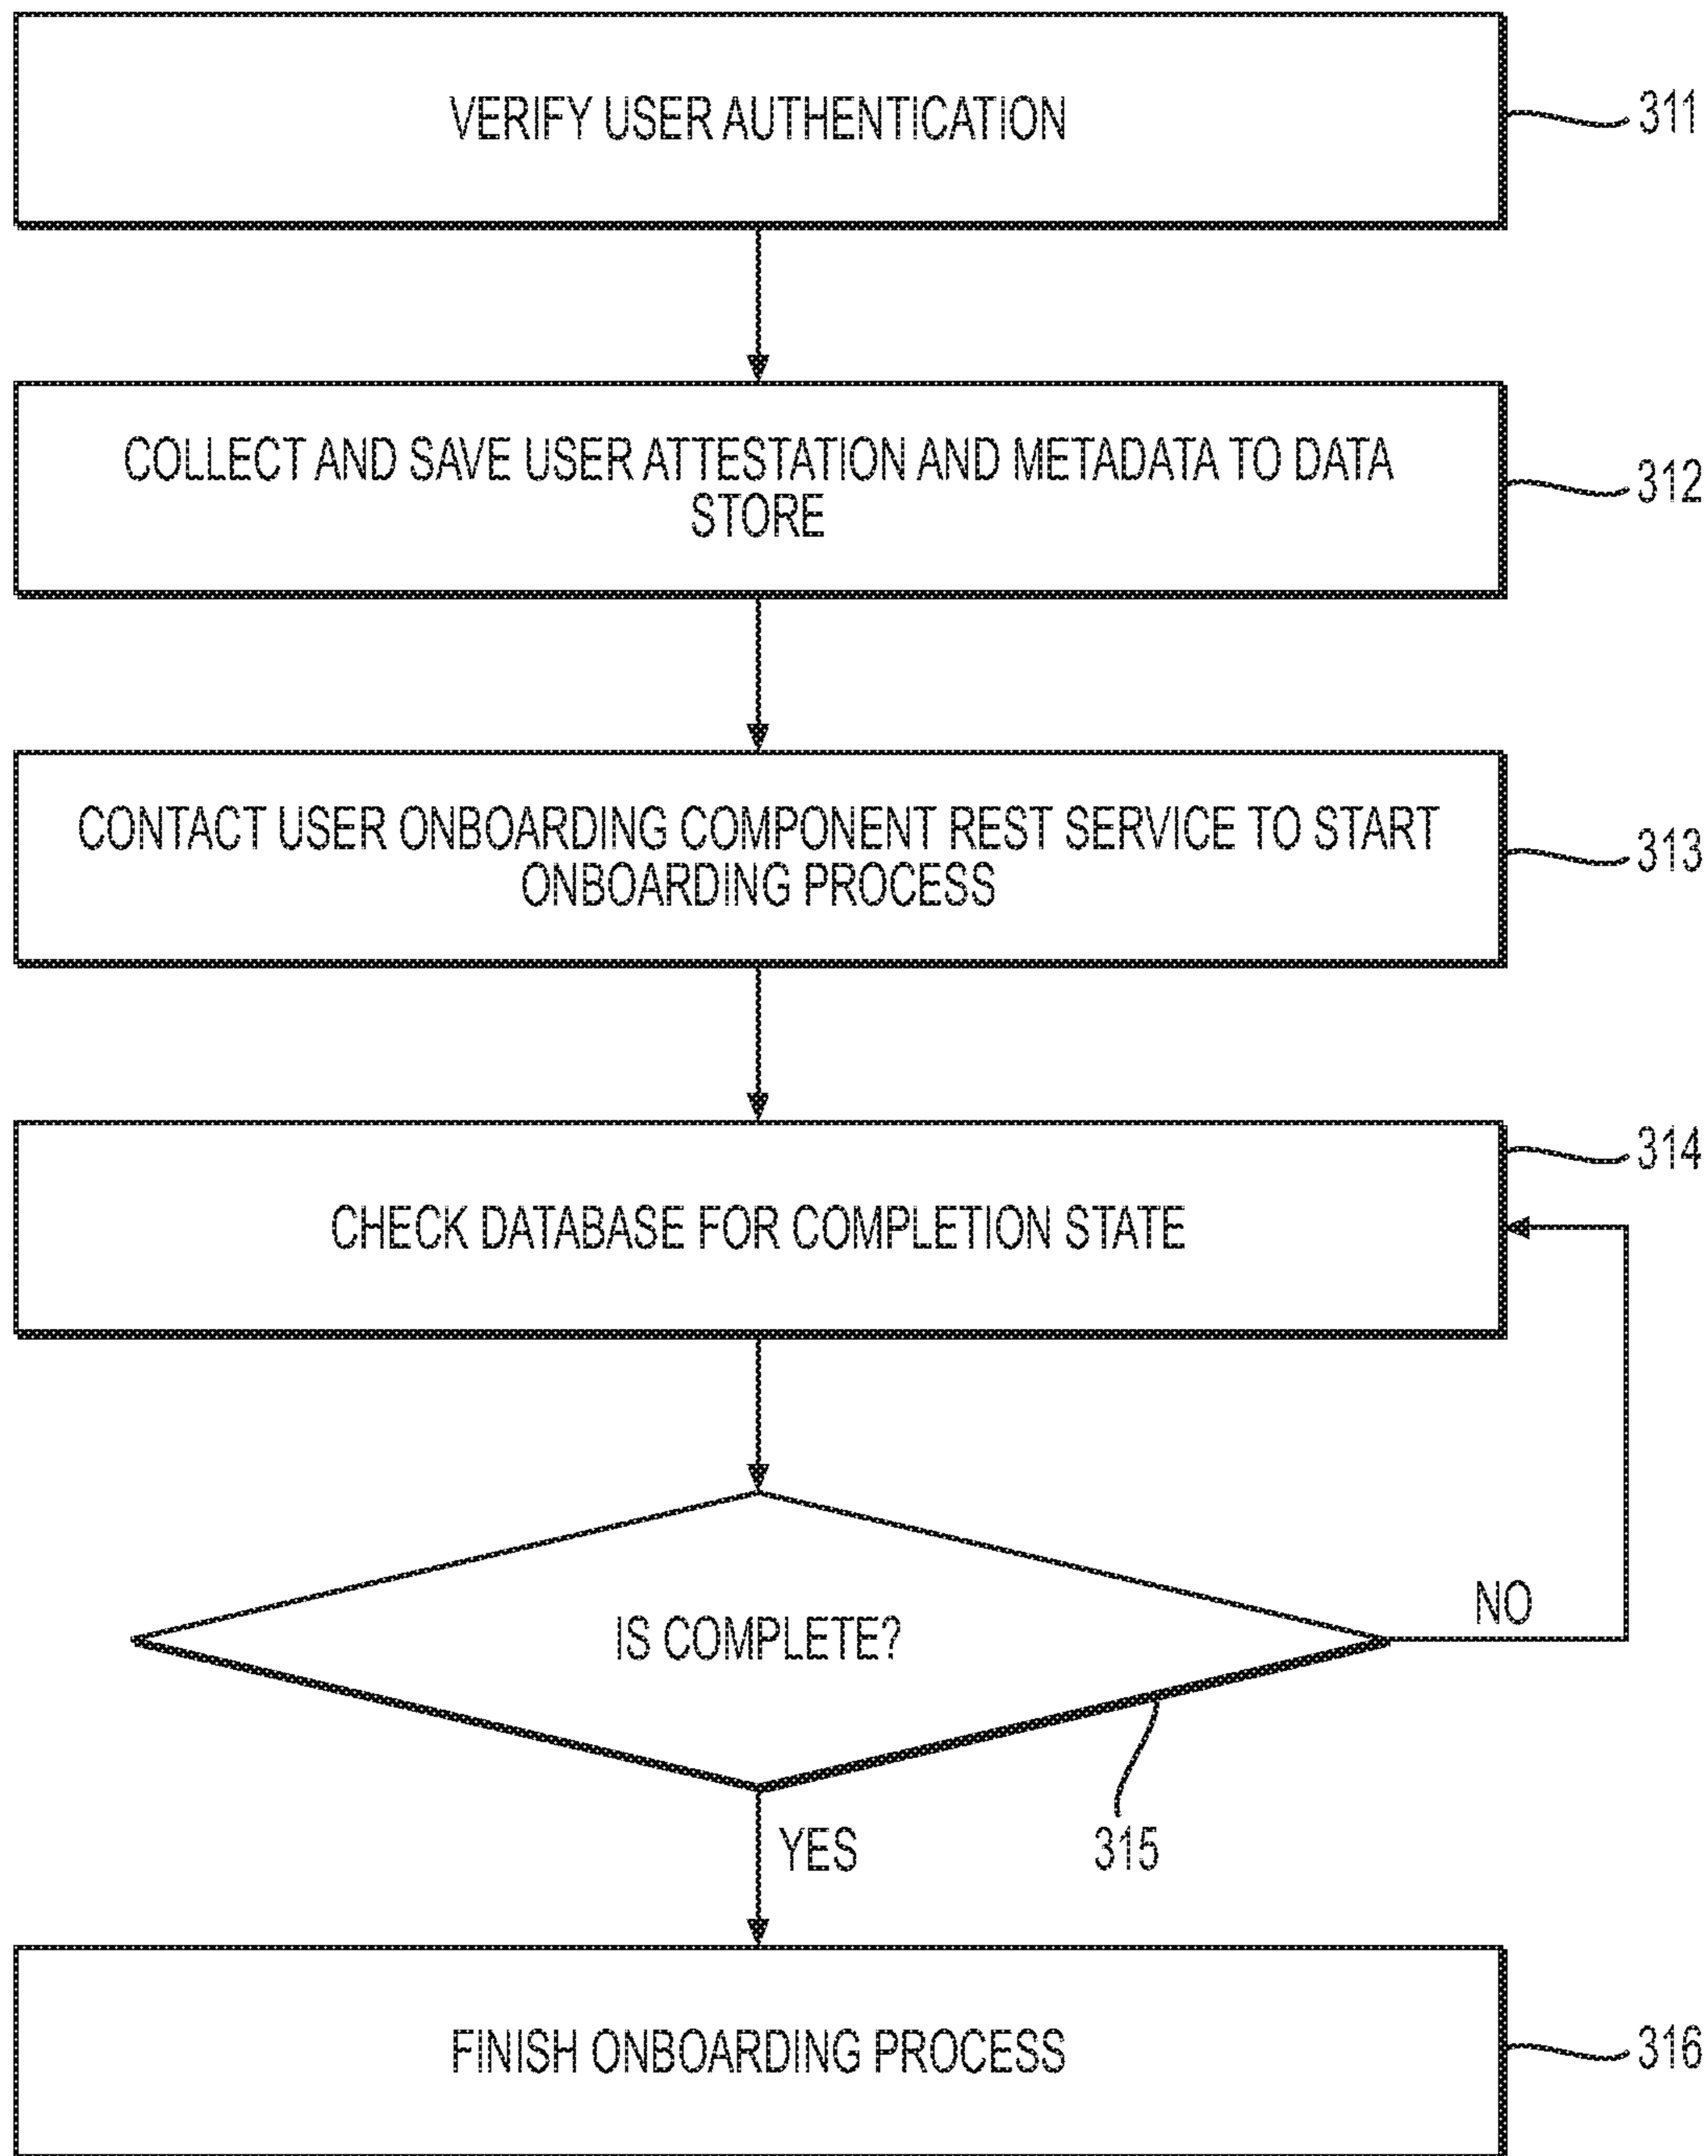 VERIFY USER AUTHENTICATION
311
COLLECT AND SAVE USER ATTESTATION AND METADATA TO DATA
STORE
312
CONTACT USER ONBOARDING COMPONENT REST SERVICE TO START
ONBOARDING PROCESS
313
314
CHECK DATABASE FOR COMPLETION STATE
NO
IS COMPLETE?
YES
315
FINISH ONBOARDING PROCESS
316